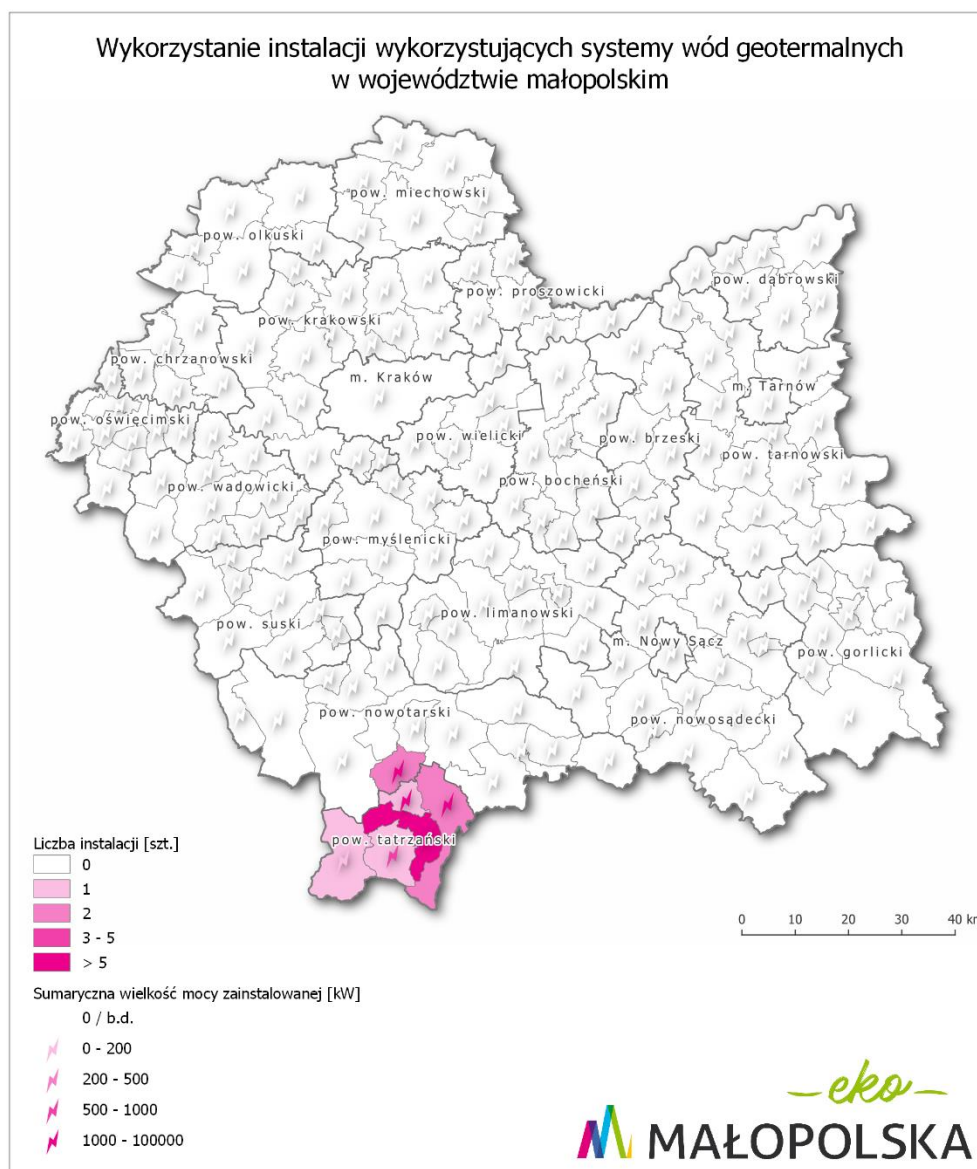 Wykorzystanie instalacji wykorzystujących systemy wód geotermalnych
w województwie małopolskim
pow. miechowski
pow. olkuski
pow. dąbrowski
pow. proszowicki
pow. krakowski
pow. chrzanowski
m. Kraków
m. Tarnów
pow. oświęcimski
pow. wielicki
pow. brzeski
pow. tarnowski
pow. bocheński
pow. wadowicki
pow. myślenicki
pow. limanowski
pow. suski
m. Nowy Sącz
pow. gorlicki
pow. nowotarski
pow. nowosądecki
pow. tatrzański
Liczba instalacji [szt.]
0
1
2
3 - 5
> 5
0 10 20 30 40 km
Sumaryczna wielkość mocy zainstalowanej [kW]
0 / b.d.
0 - 200
200 - 500
500 - 1000
1000 - 100000
eko
MAŁOPOLSKA